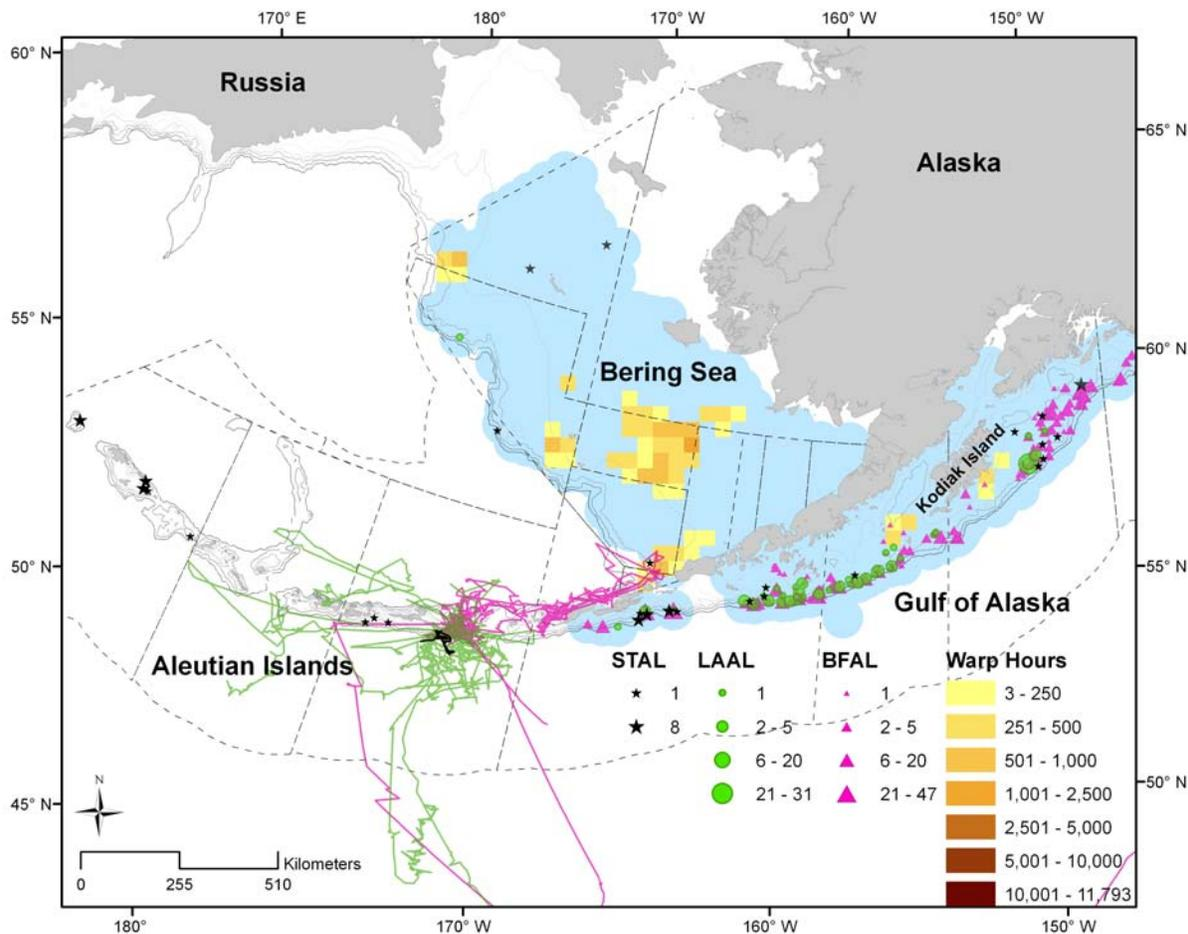 170° E 180° 170° W 160° W 150° W
60° N
Russia
65° N
Alaska
55° N
60° N
Bering Sea
Kodiak Island
50° N
55° N
Gulf of Alaska
Aleutian Islands
STAL LAAL BFAL Warp Hours
1 1 1 3 - 250
8 2 - 5 2 - 5 251 - 500
6 - 20 6 - 20 501 - 1,000
21 - 31 21 - 47 1,001 - 2,500
2,501 - 5,000
5,001 - 10,000
10,001 - 11,793
N
50° N
45° N
Kilometers
0 255 510
180° 170° W 160° W 150° W